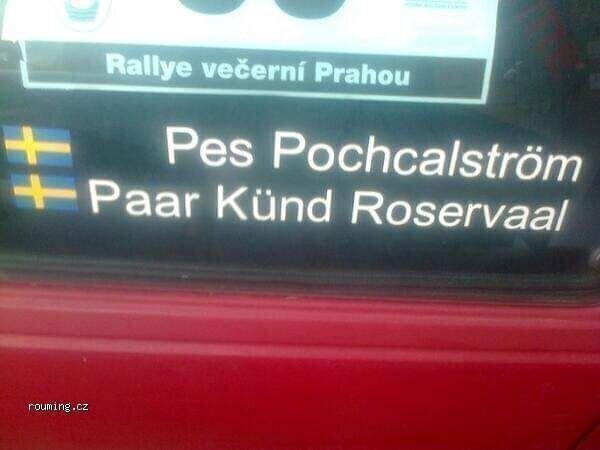 Rallye večerní Prahou
Pes Pochcalström
Paar Künd Roservaal
rouming.cz